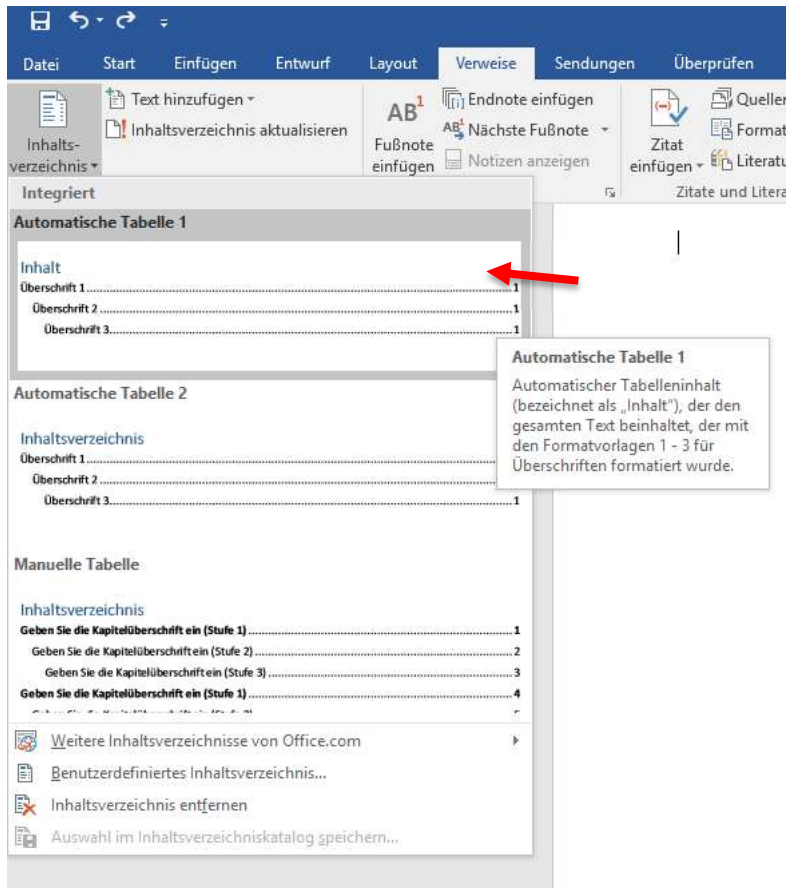 Datei Start Einfügen Entwurf Layout Verweise Sendungen Überprüfen
Inhalts-
verzeichnis
Text hinzufügen
Inhaltsverzeichnis aktualisieren
AB1
Fußnote
einfügen
Endnote einfügen
Nächste Fußnote
Notizen anzeigen
Zitat
einfügen
Zitate und Litera
Integriert
Automatische Tabelle 1
Inhalt
Überschrift 1 1
Überschrift 2 1
Überschrift 3 1
Automatische Tabelle 1
Automatischer Tabelleninhalt
(bezeichnet als „Inhalt"), der den
gesamten Text beinhaltet, der mit
den Formatvorlagen 1 - 3 für
Überschriften formatiert wurde.
Automatische Tabelle 2
Inhaltsverzeichnis
Überschrift 1
Überschrift 2
Überschrift 3 1
Manuelle Tabelle
Inhaltsverzeichnis
Geben Sie die Kapitelüberschrift ein (Stufe 1) 1
Geben Sie die Kapitelüberschrift ein (Stufe 2) 2
Geben Sie die Kapitelüberschrift ein (Stufe 3) 3
Geben Sie die Kapitelüberschrift ein (Stufe 1) 4
Weitere Inhaltsverzeichnisse von Office.com
Benutzerdefiniertes Inhaltsverzeichnis...
Inhaltsverzeichnis entfernen
Auswahl im Inhaltsverzeichniskatalog speichern...